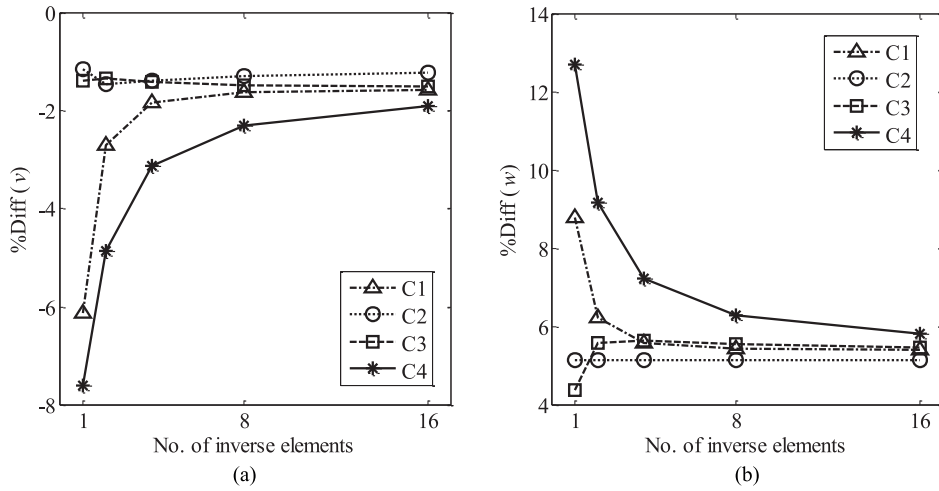 0
-2
-4
-6
-8
%Diff (v)
1
8
16
No. of inverse elements
C1
C2
C3
C4
(a)
14
12
10
8
6
4
%Diff (w)
1
8
16
No. of inverse elements
C1
C2
C3
C4
(b)